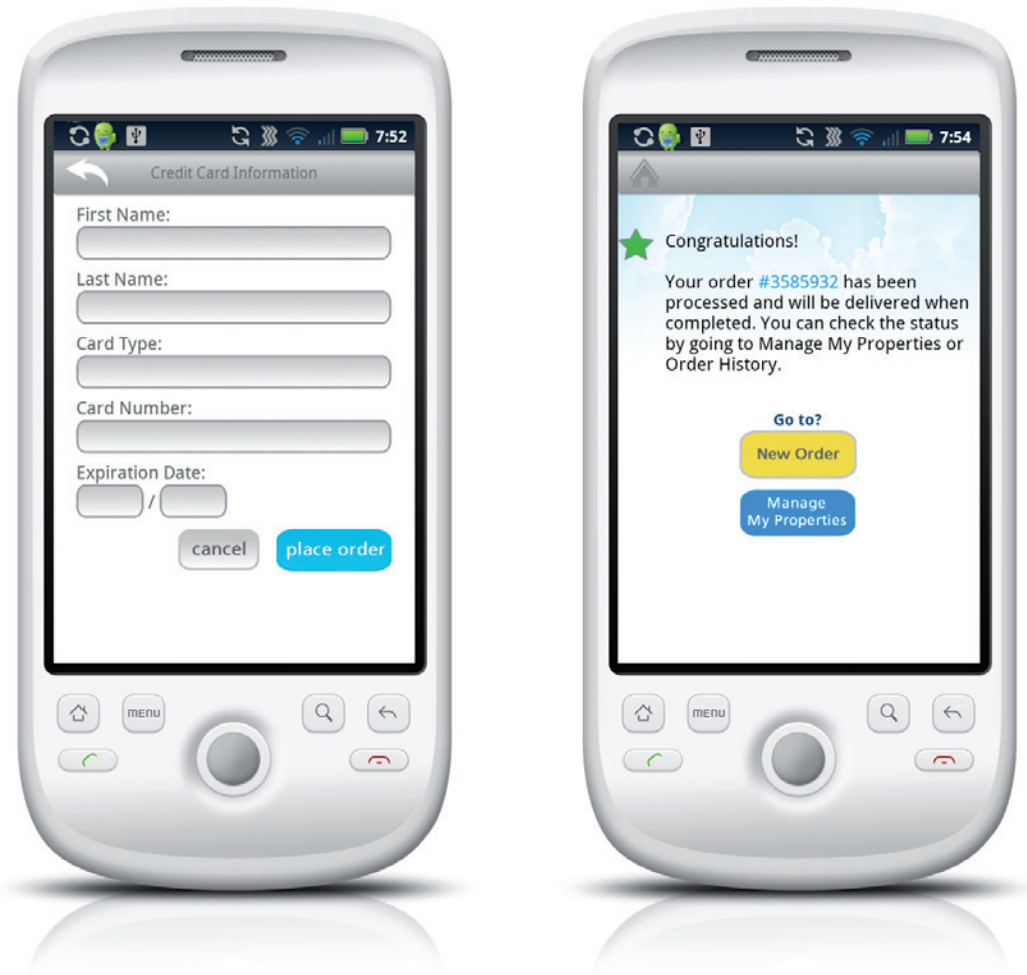 7:52
Credit Card Information
First Name:
Last Name:
Card Type:
Card Number:
Expiration Date:
/
cancel place order
MENU
7:54
Congratulations!
Your order #3585932 has been
processed and will be delivered when
completed. You can check the status
by going to Manage My Properties or
Order History.
Go to?
New Order
Manage
My Properties
MENU